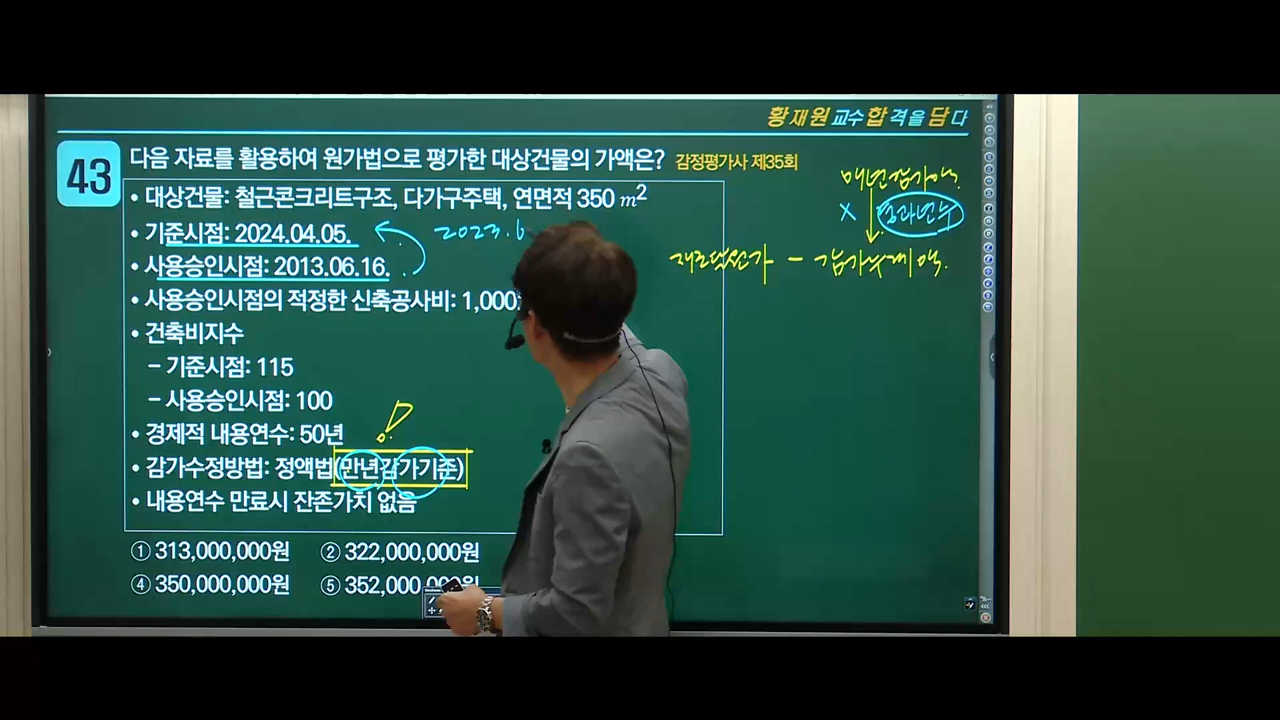 황재원 교수 합격을 담다
43 다음 자료를 활용하여 원가법으로 평가한 대상건물의 가액은? 감정평가사 제35회
• 대상건물: 철근콘크리트구조, 다가구주택, 연면적 350 m²
• 기준시점: 2024.04.05. 2023.6
• 사용승인시점: 2013.06.16.
• 사용승인시점의 적정한 신축공사비: 1,000
• 건축비지수
– 기준시점: 115
– 사용승인시점: 100
• 경제적 내용연수: 50년
• 감가수정방법: 정액법(만년감가기준)
• 내용연수 만료시 잔존가치 없음
① 313,000,000원 ② 322,000,000원
④ 350,000,000원 ⑤ 352,000,000원
매년감가액
× 경과년수
재조달원가 – 감가누계액